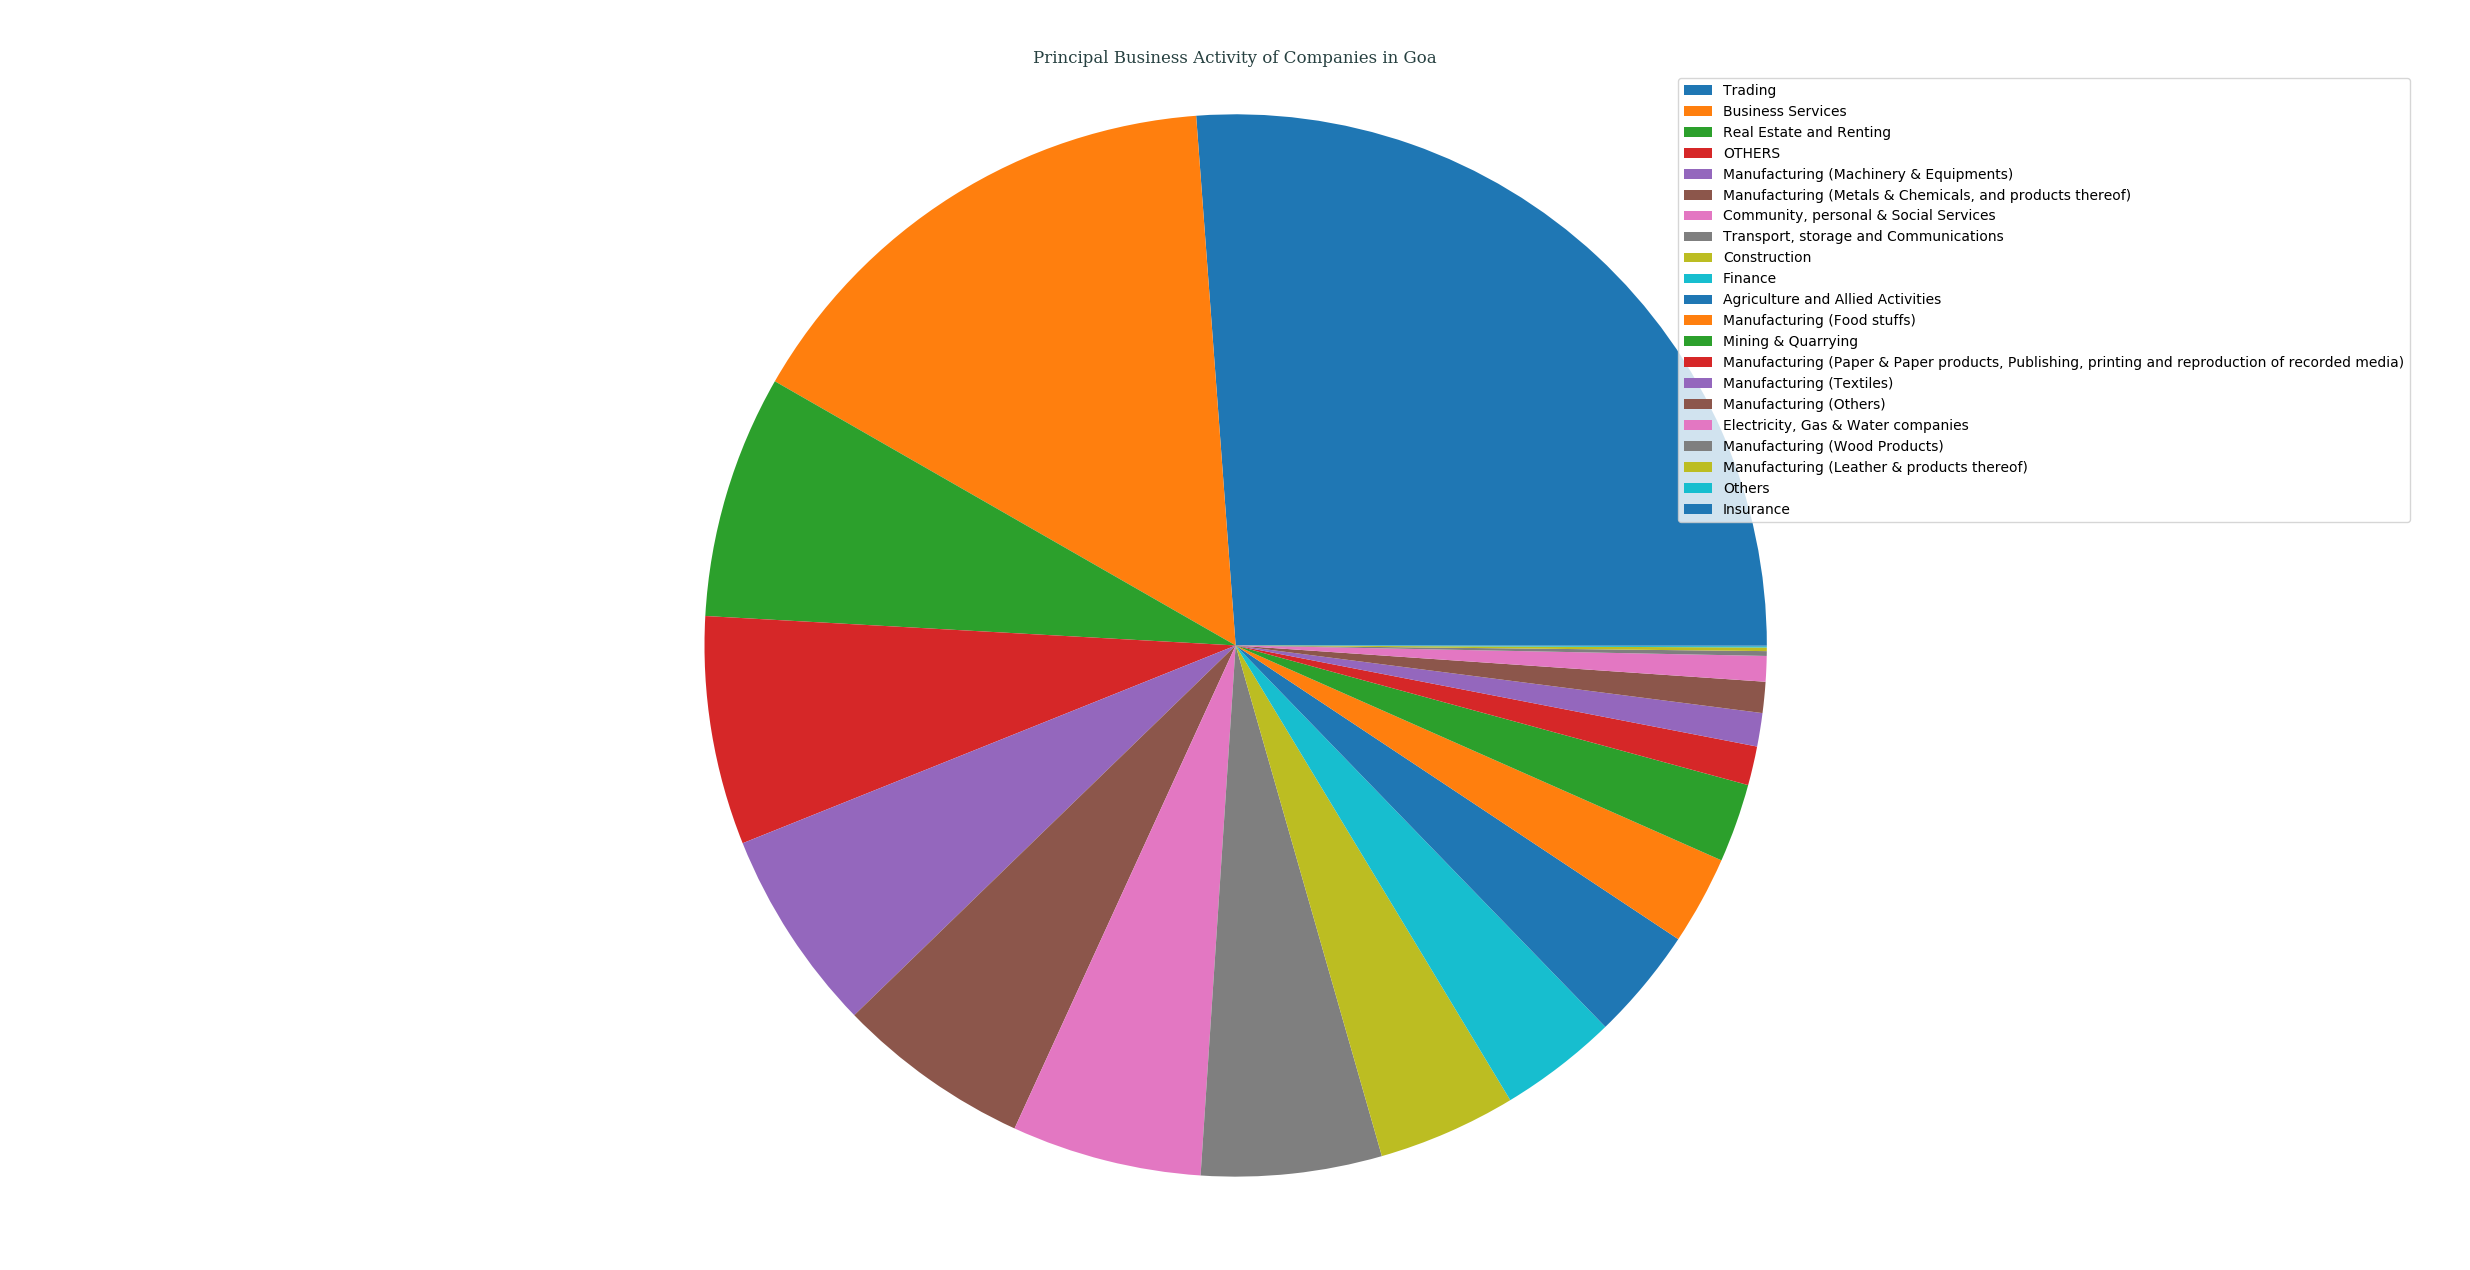 Principal Business Activity of Companies in Goa
Trading
Business Services
Real Estate and Renting
OTHERS
Manufacturing (Machinery & Equipments)
Manufacturing (Metals & Chemicals, and products thereof)
Community, personal & Social Services
Transport, storage and Communications
Construction
Finance
Agriculture and Allied Activities
Manufacturing (Food stuffs)
Mining & Quarrying
Manufacturing (Paper & Paper products, Publishing, printing and reproduction of recorded media)
Manufacturing (Textiles)
Manufacturing (Others)
Electricity, Gas & Water companies
Manufacturing (Wood Products)
Manufacturing (Leather & products thereof)
Others
Insurance